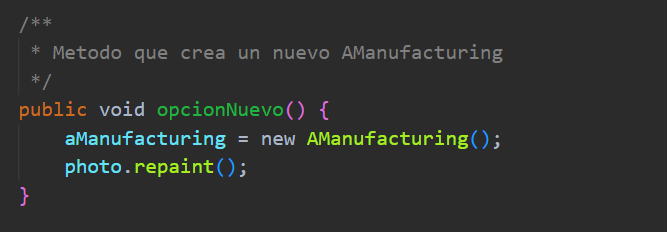 /**
 * Metodo que crea un nuevo AManufacturing
 */
public void opcionNuevo() {
    aManufacturing = new AManufacturing();
    photo.repaint();
}